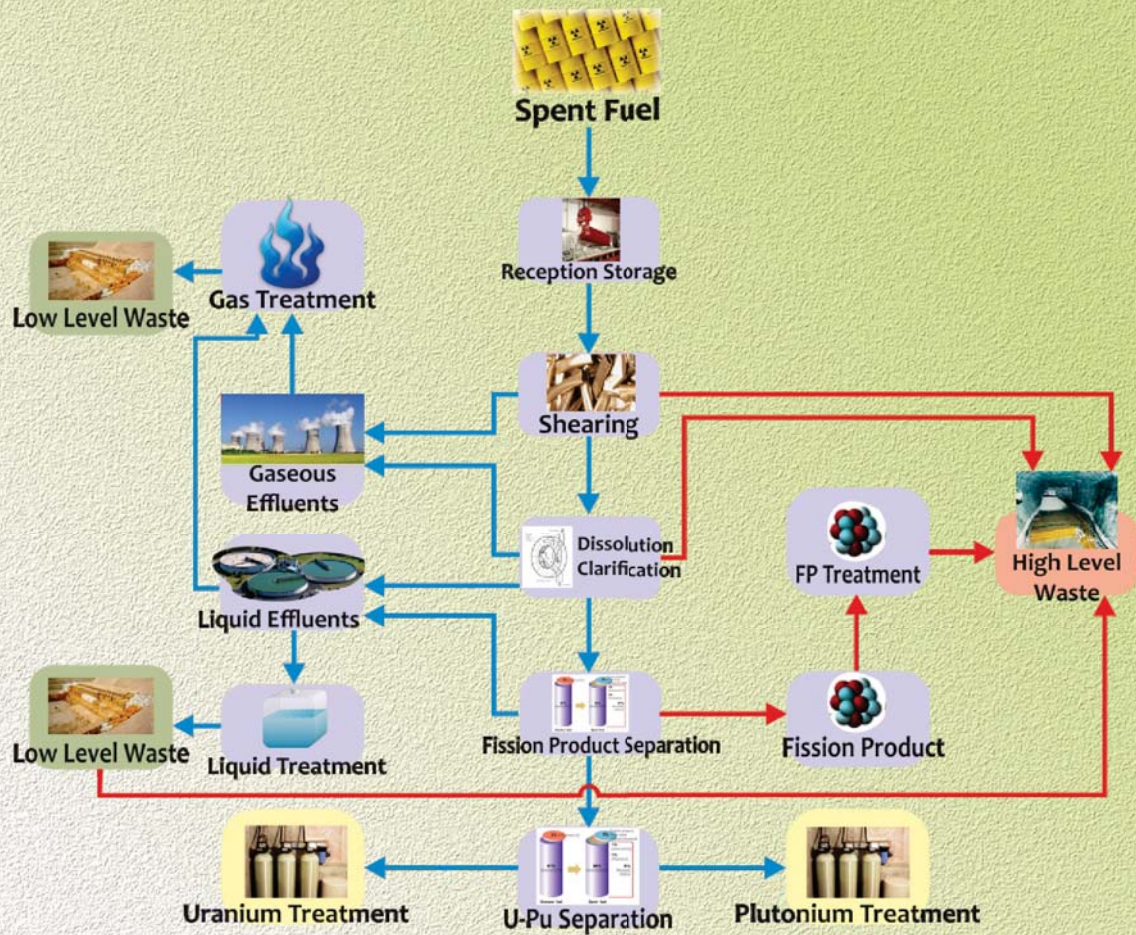 Spent Fuel
Reception Storage
Gas Treatment
Low Level Waste
Shearing
Gaseous
Effluents
Dissolution
Clarification
FP Treatment
High Level
Waste
Liquid Effluents
Low Level Waste
Liquid Treatment
Fission Product Separation
Fission Product
Uranium Treatment
U-Pu Separation
Plutonium Treatment